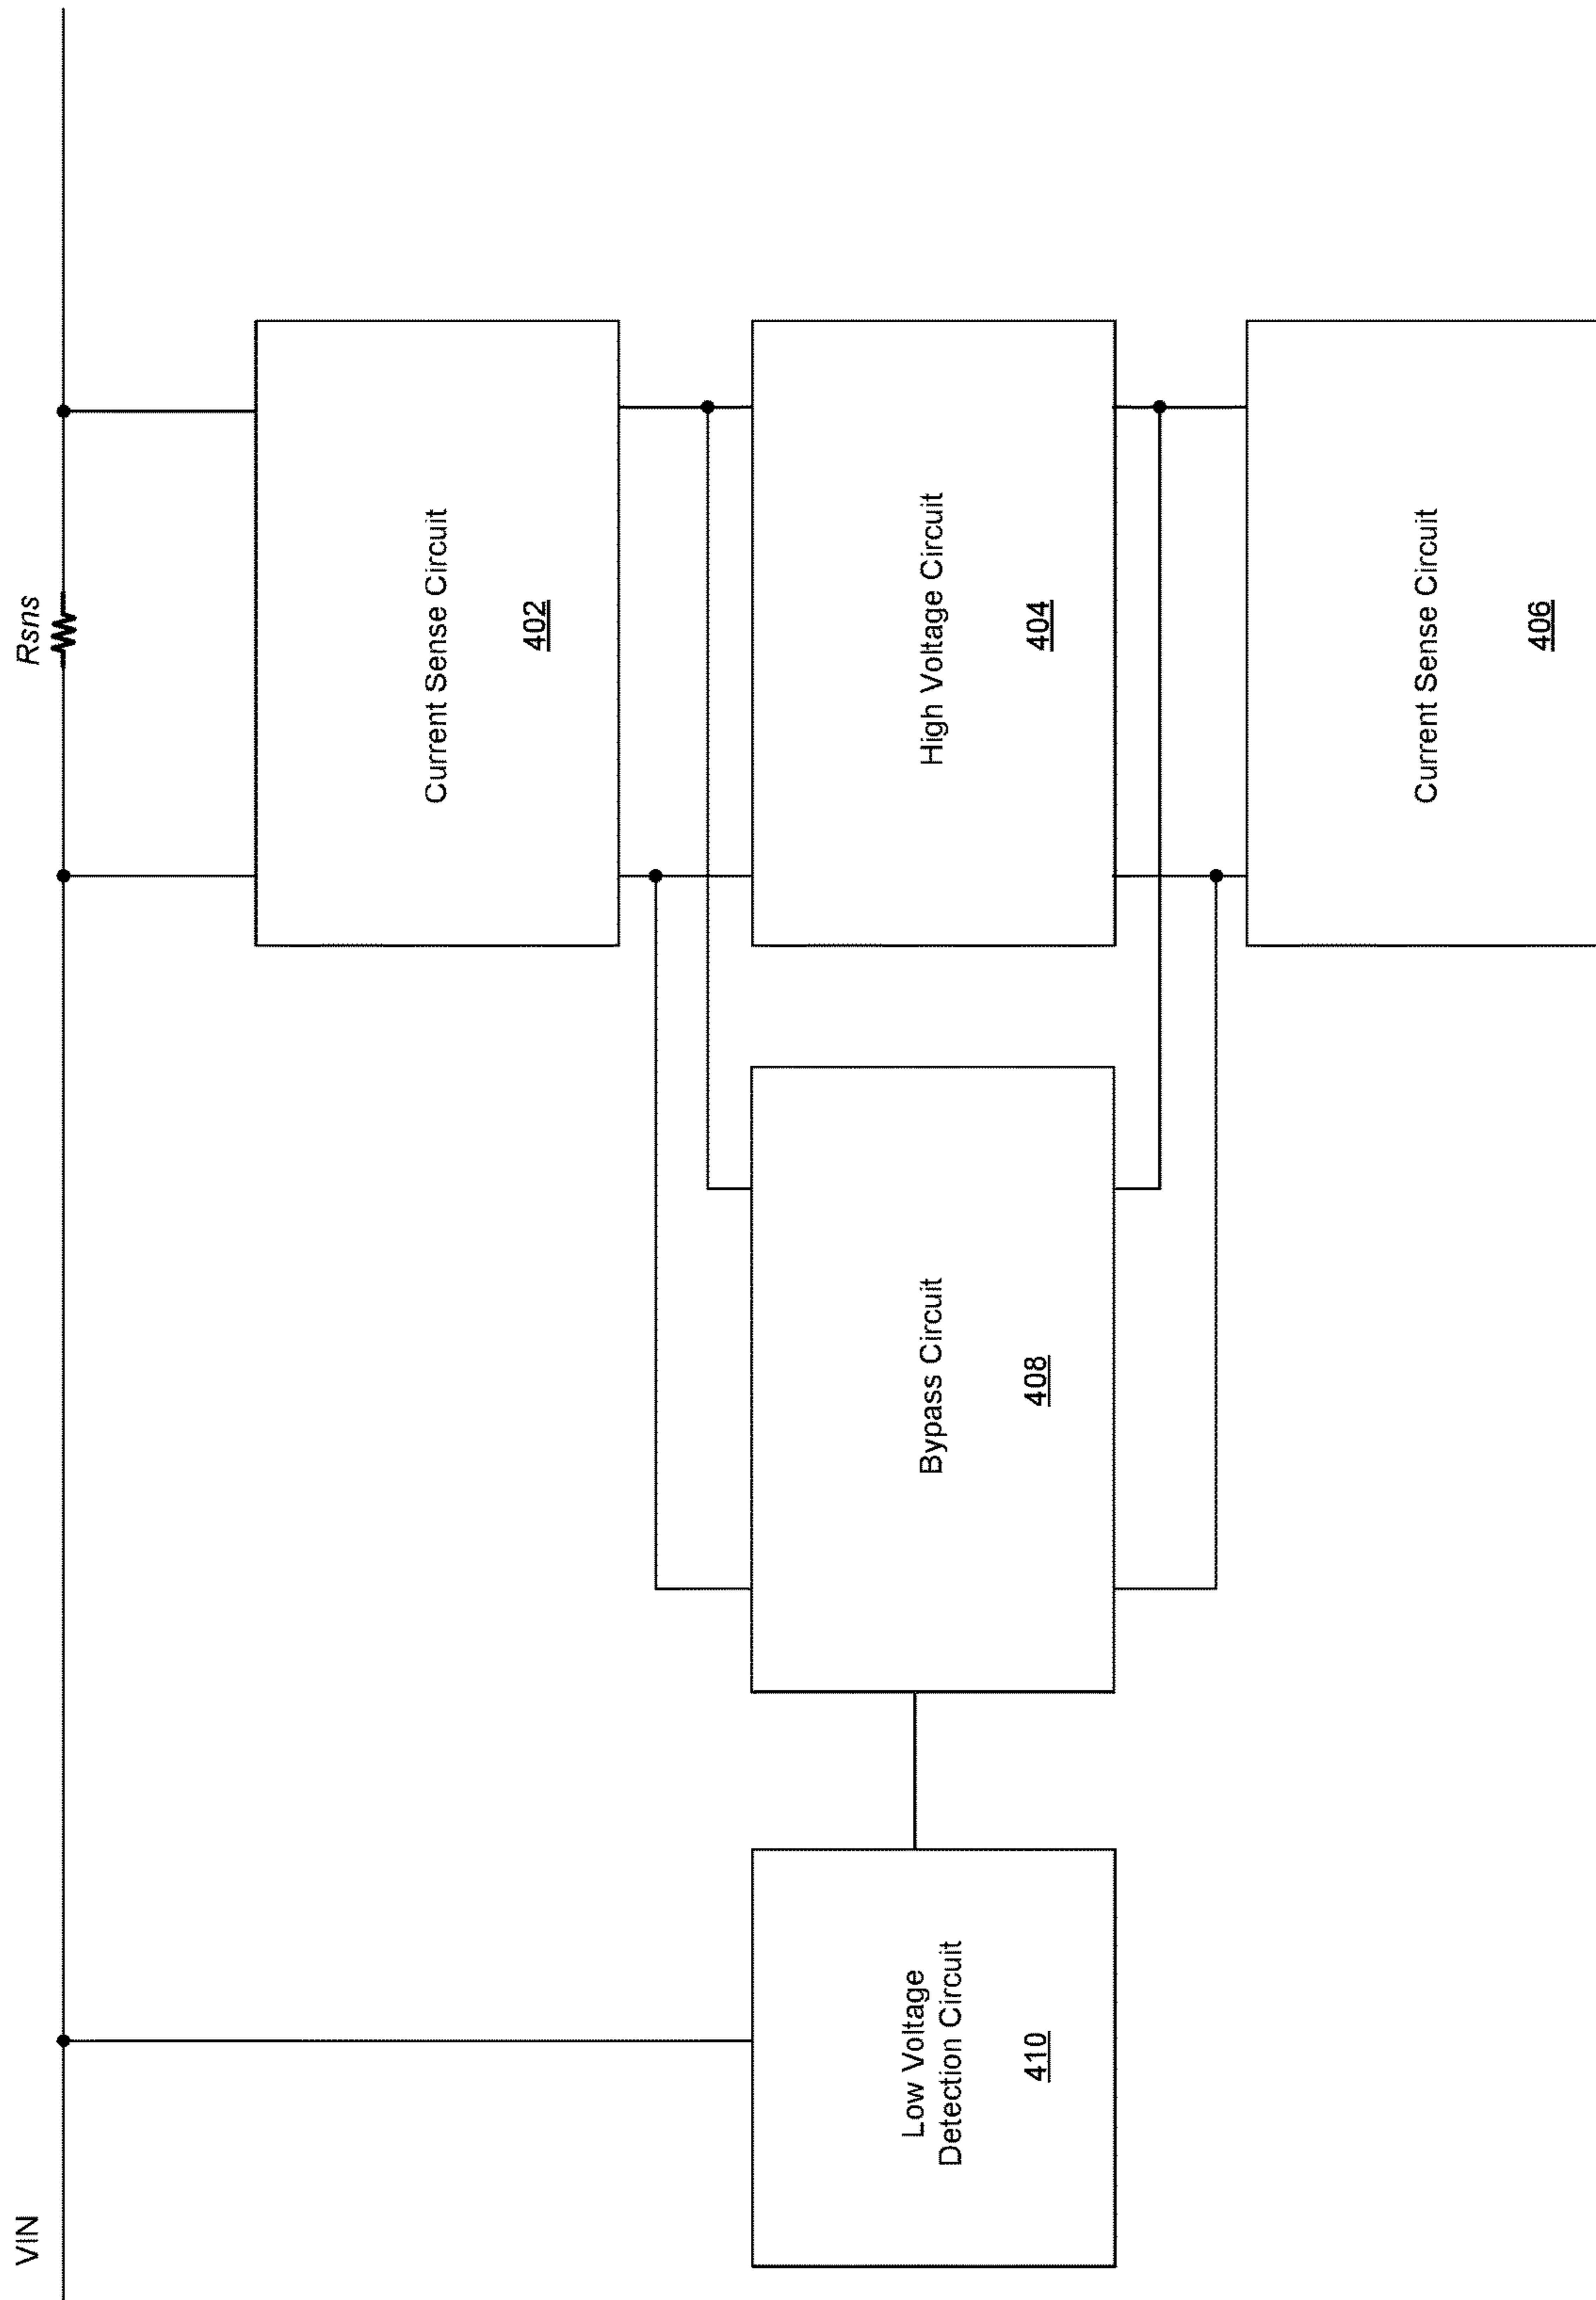 VIN
Rsns
Current Sense Circuit
402
Low Voltage
Detection Circuit
410
Bypass Circuit
408
High Voltage Circuit
404
Current Sense Circuit
406